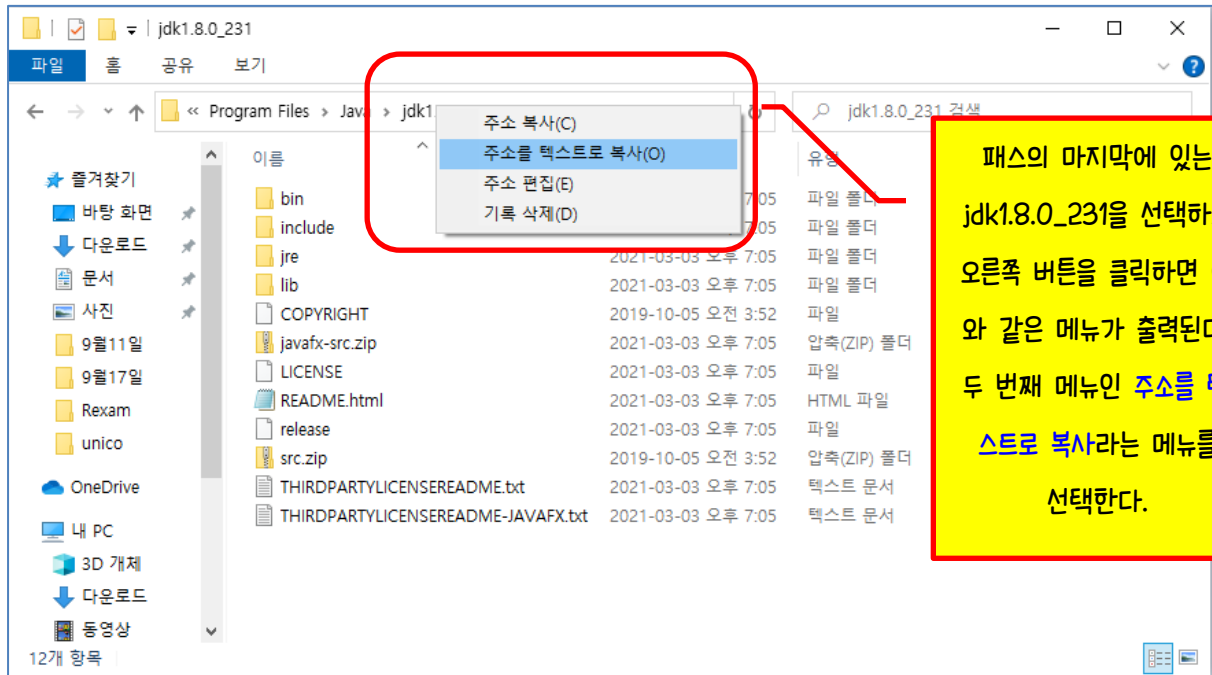 jdk1.8.0_231
파일 홈 공유 보기
« Program Files › Java › jdk1. jdk1.8.0_231 검색
주소 복사(C)
주소를 텍스트로 복사(O)
주소 편집(E)
기록 삭제(D)
즐겨찾기
바탕 화면
다운로드
문서
사진
9월11일
9월17일
Rexam
unico
OneDrive
내 PC
3D 개체
다운로드
동영상
이름 유형
bin 7:05 파일 폴더
include 7:05 파일 폴더
jre 2021-03-03 오후 7:05 파일 폴더
lib 2021-03-03 오후 7:05 파일 폴더
COPYRIGHT 2019-10-05 오전 3:52 파일
javafx-src.zip 2021-03-03 오후 7:05 압축(ZIP) 폴더
LICENSE 2021-03-03 오후 7:05 파일
README.html 2021-03-03 오후 7:05 HTML 파일
release 2021-03-03 오후 7:05 파일
src.zip 2019-10-05 오전 3:52 압축(ZIP) 폴더
THIRDPARTYLICENSEREADME.txt 2021-03-03 오후 7:05 텍스트 문서
THIRDPARTYLICENSEREADME-JAVAFX.txt 2021-03-03 오후 7:05 텍스트 문서
패스의 마지막에 있는
jdk1.8.0_231을 선택하
오른쪽 버튼을 클릭하면
와 같은 메뉴가 출력된다
두 번째 메뉴인 주소를 텍
스트로 복사라는 메뉴를
선택한다.
12개 항목